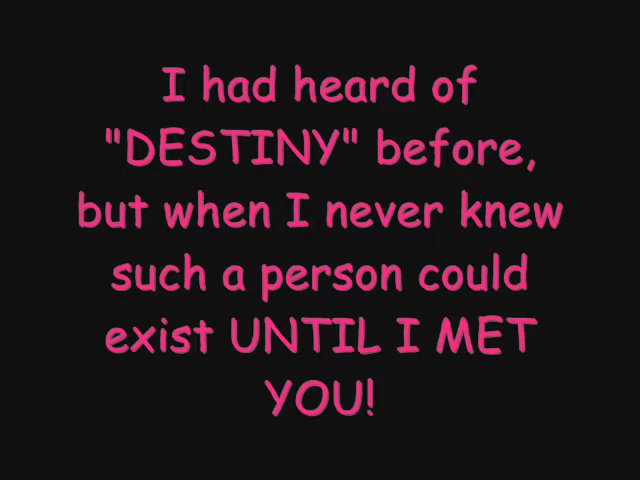 I had heard of
"DESTINY" before,
but when I never knew
such a person could
exist UNTIL I MET
YOU!